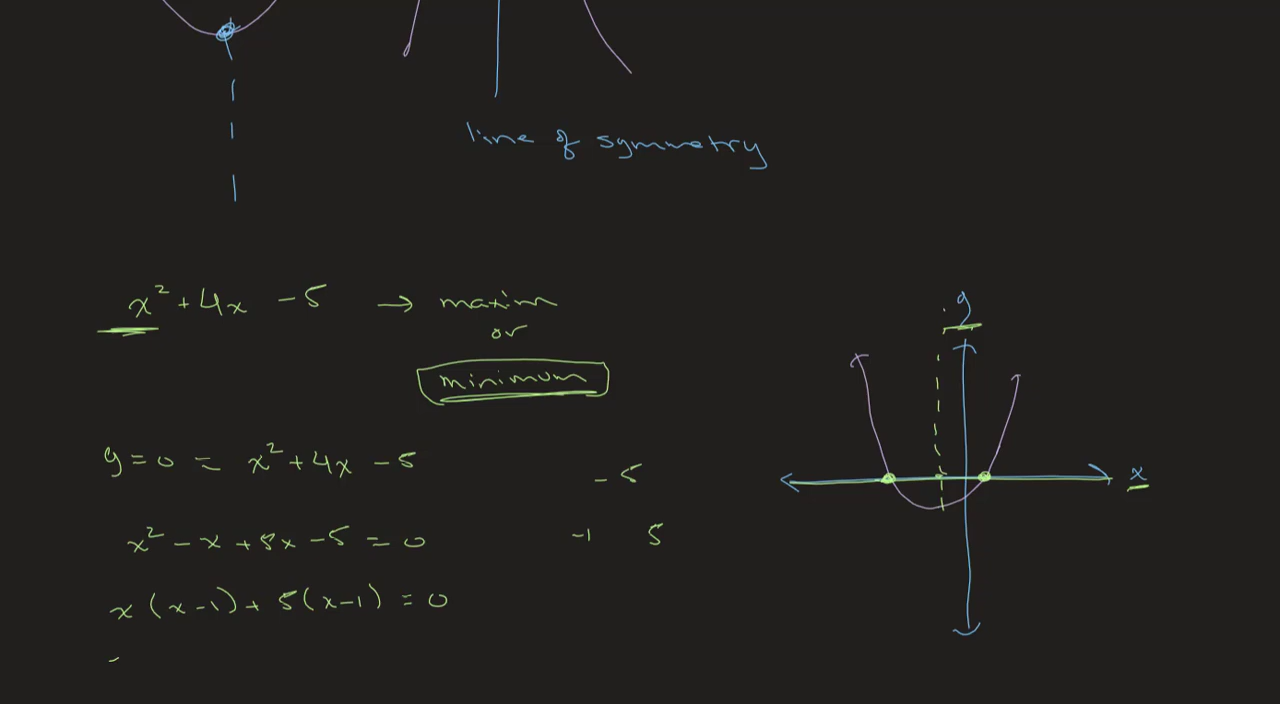 line of symmetry
x² + 4x - 5 → maxim
or
minimum
y = 0 = x² + 4x - 5
- 5
x² - x + 5x - 5 = 0
-1 5
x (x-1) + 5(x-1) = 0
y
x